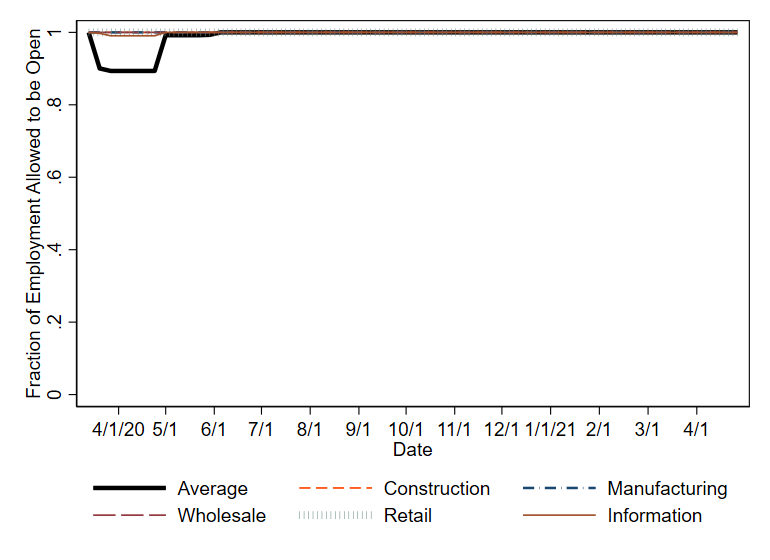 Fraction of Employment Allowed to be Open
1
.8
.6
.4
.2
0
4/1/20 5/1 6/1 7/1 8/1 9/1 10/1 11/1 12/1 1/1/21 2/1 3/1 4/1
Date
Average Construction Manufacturing
Wholesale Retail Information